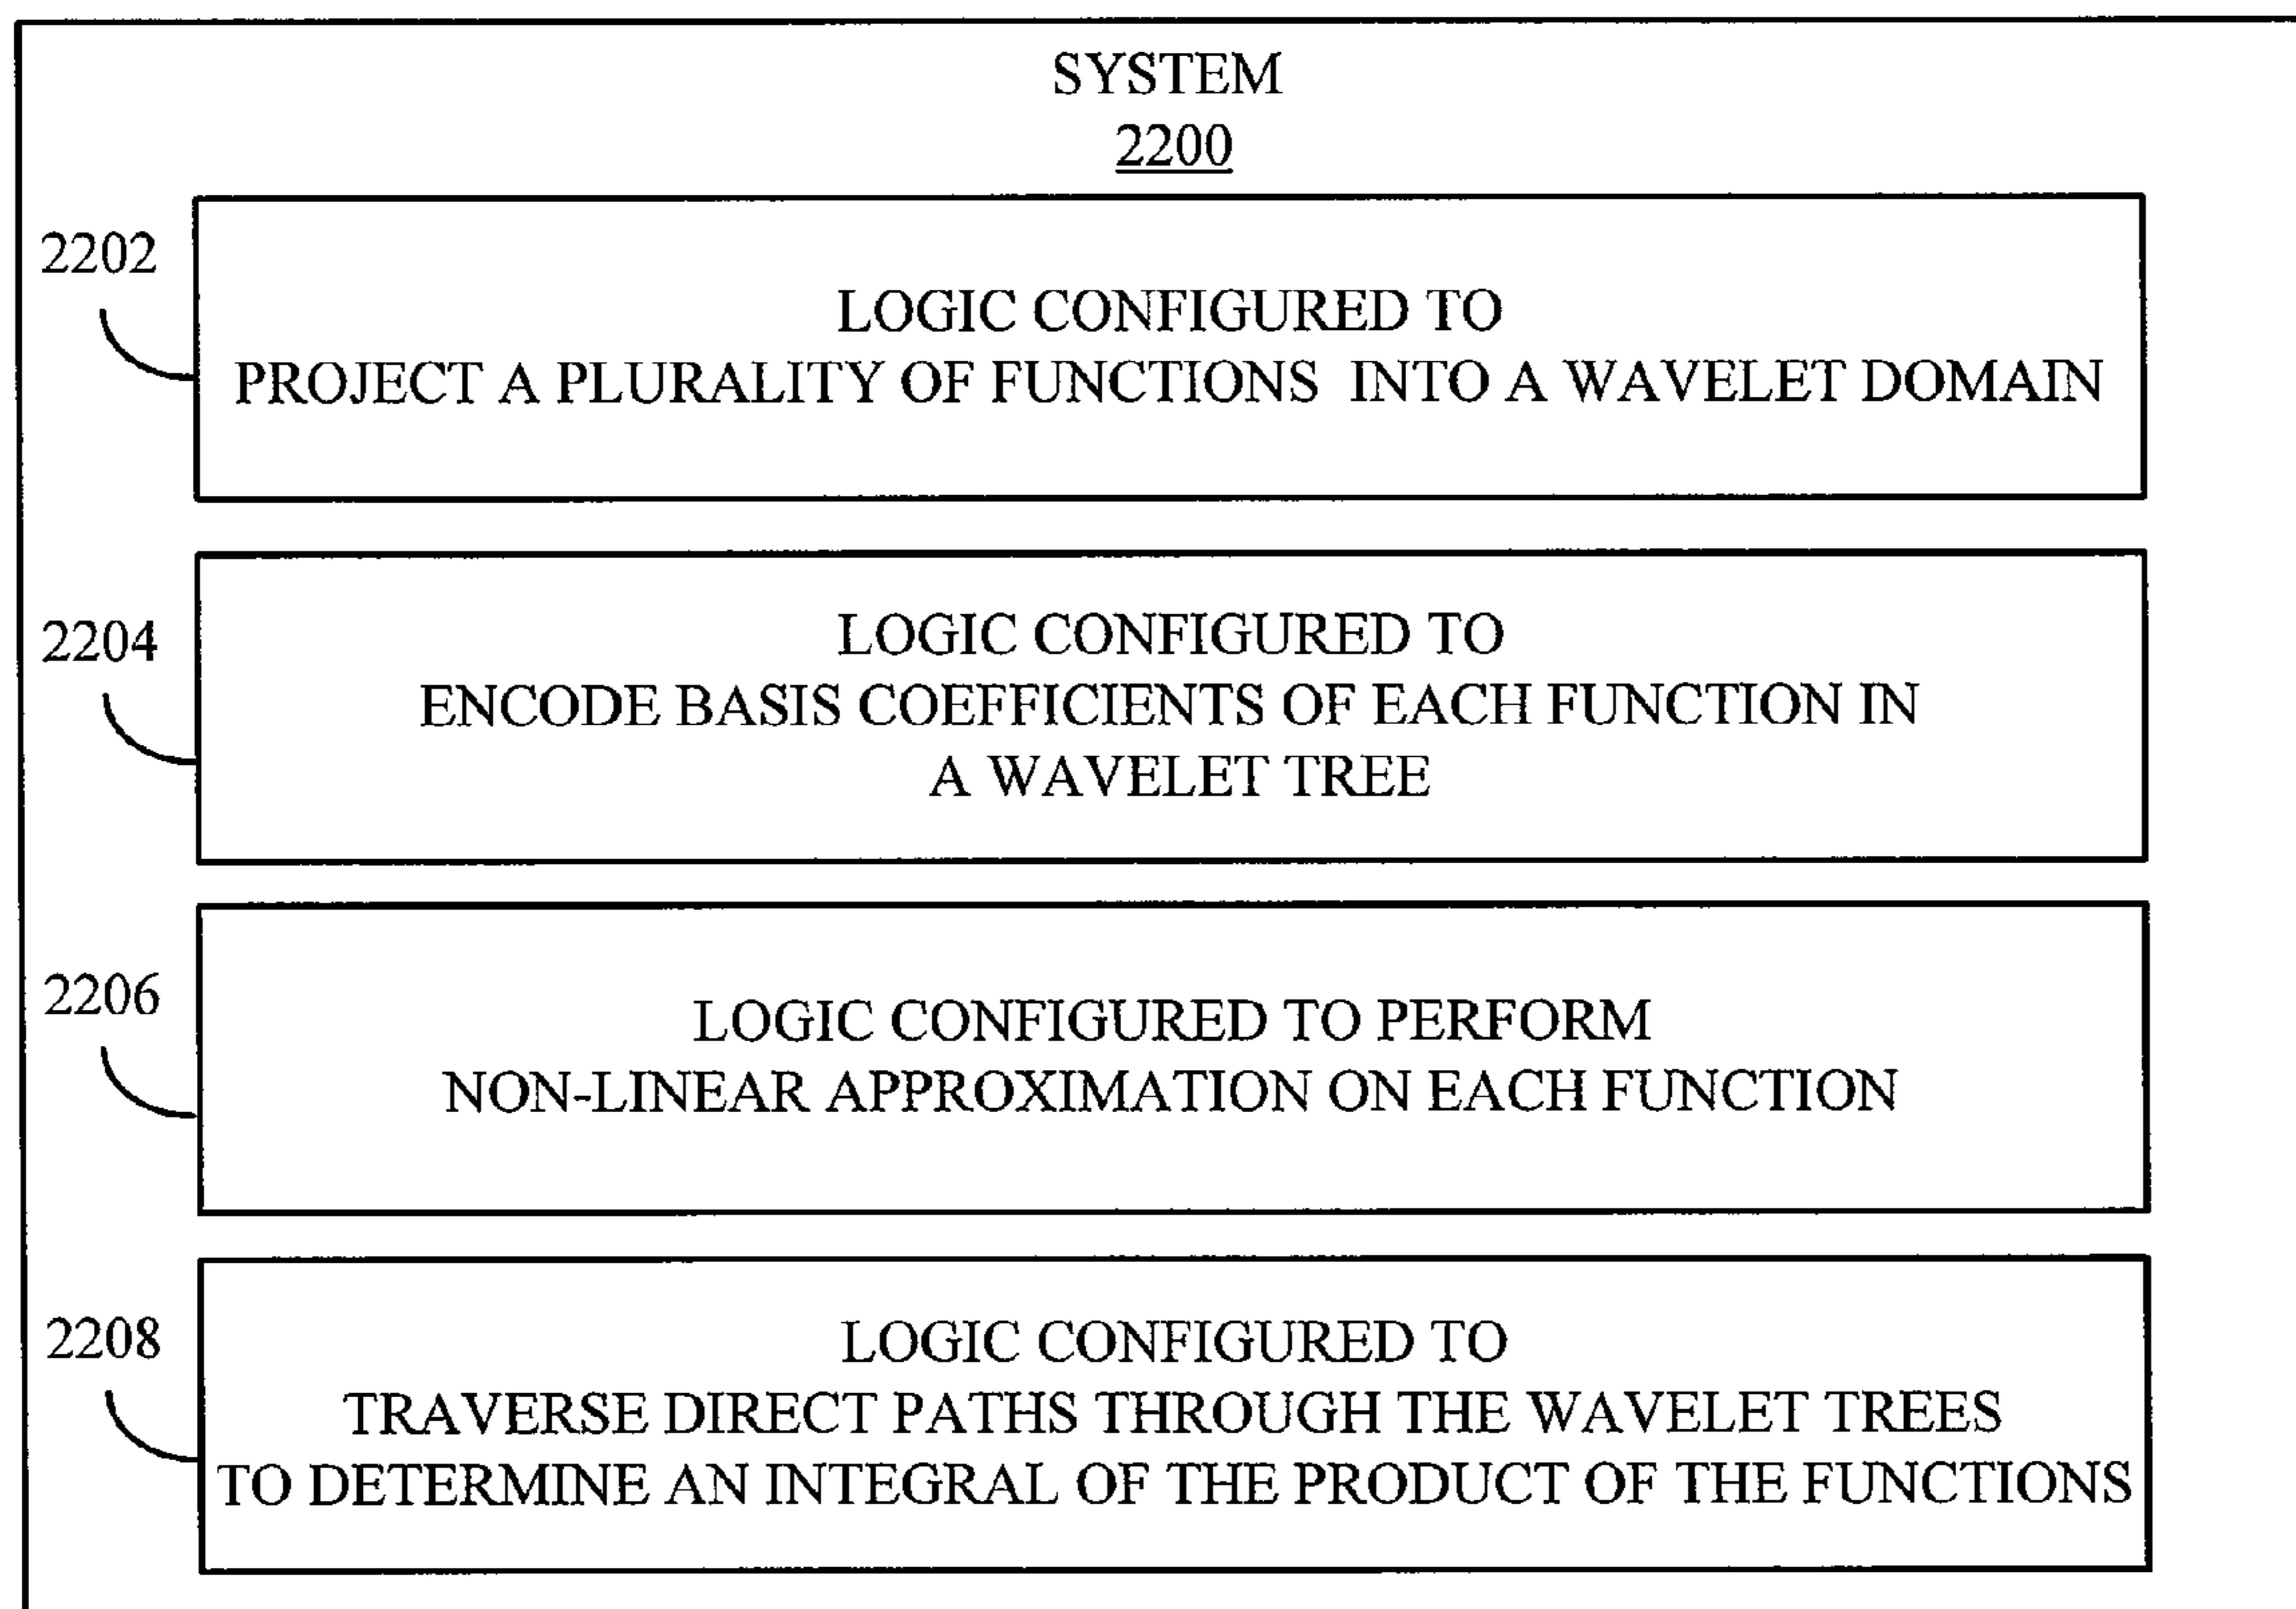 SYSTEM
2200
2202
LOGIC CONFIGURED TO
PROJECT A PLURALITY OF FUNCTIONS INTO A WAVELET DOMAIN
2204
LOGIC CONFIGURED TO
ENCODE BASIS COEFFICIENTS OF EACH FUNCTION IN
A WAVELET TREE
2206
LOGIC CONFIGURED TO PERFORM
NON-LINEAR APPROXIMATION ON EACH FUNCTION
2208
LOGIC CONFIGURED TO
TRAVERSE DIRECT PATHS THROUGH THE WAVELET TREES
TO DETERMINE AN INTEGRAL OF THE PRODUCT OF THE FUNCTIONS